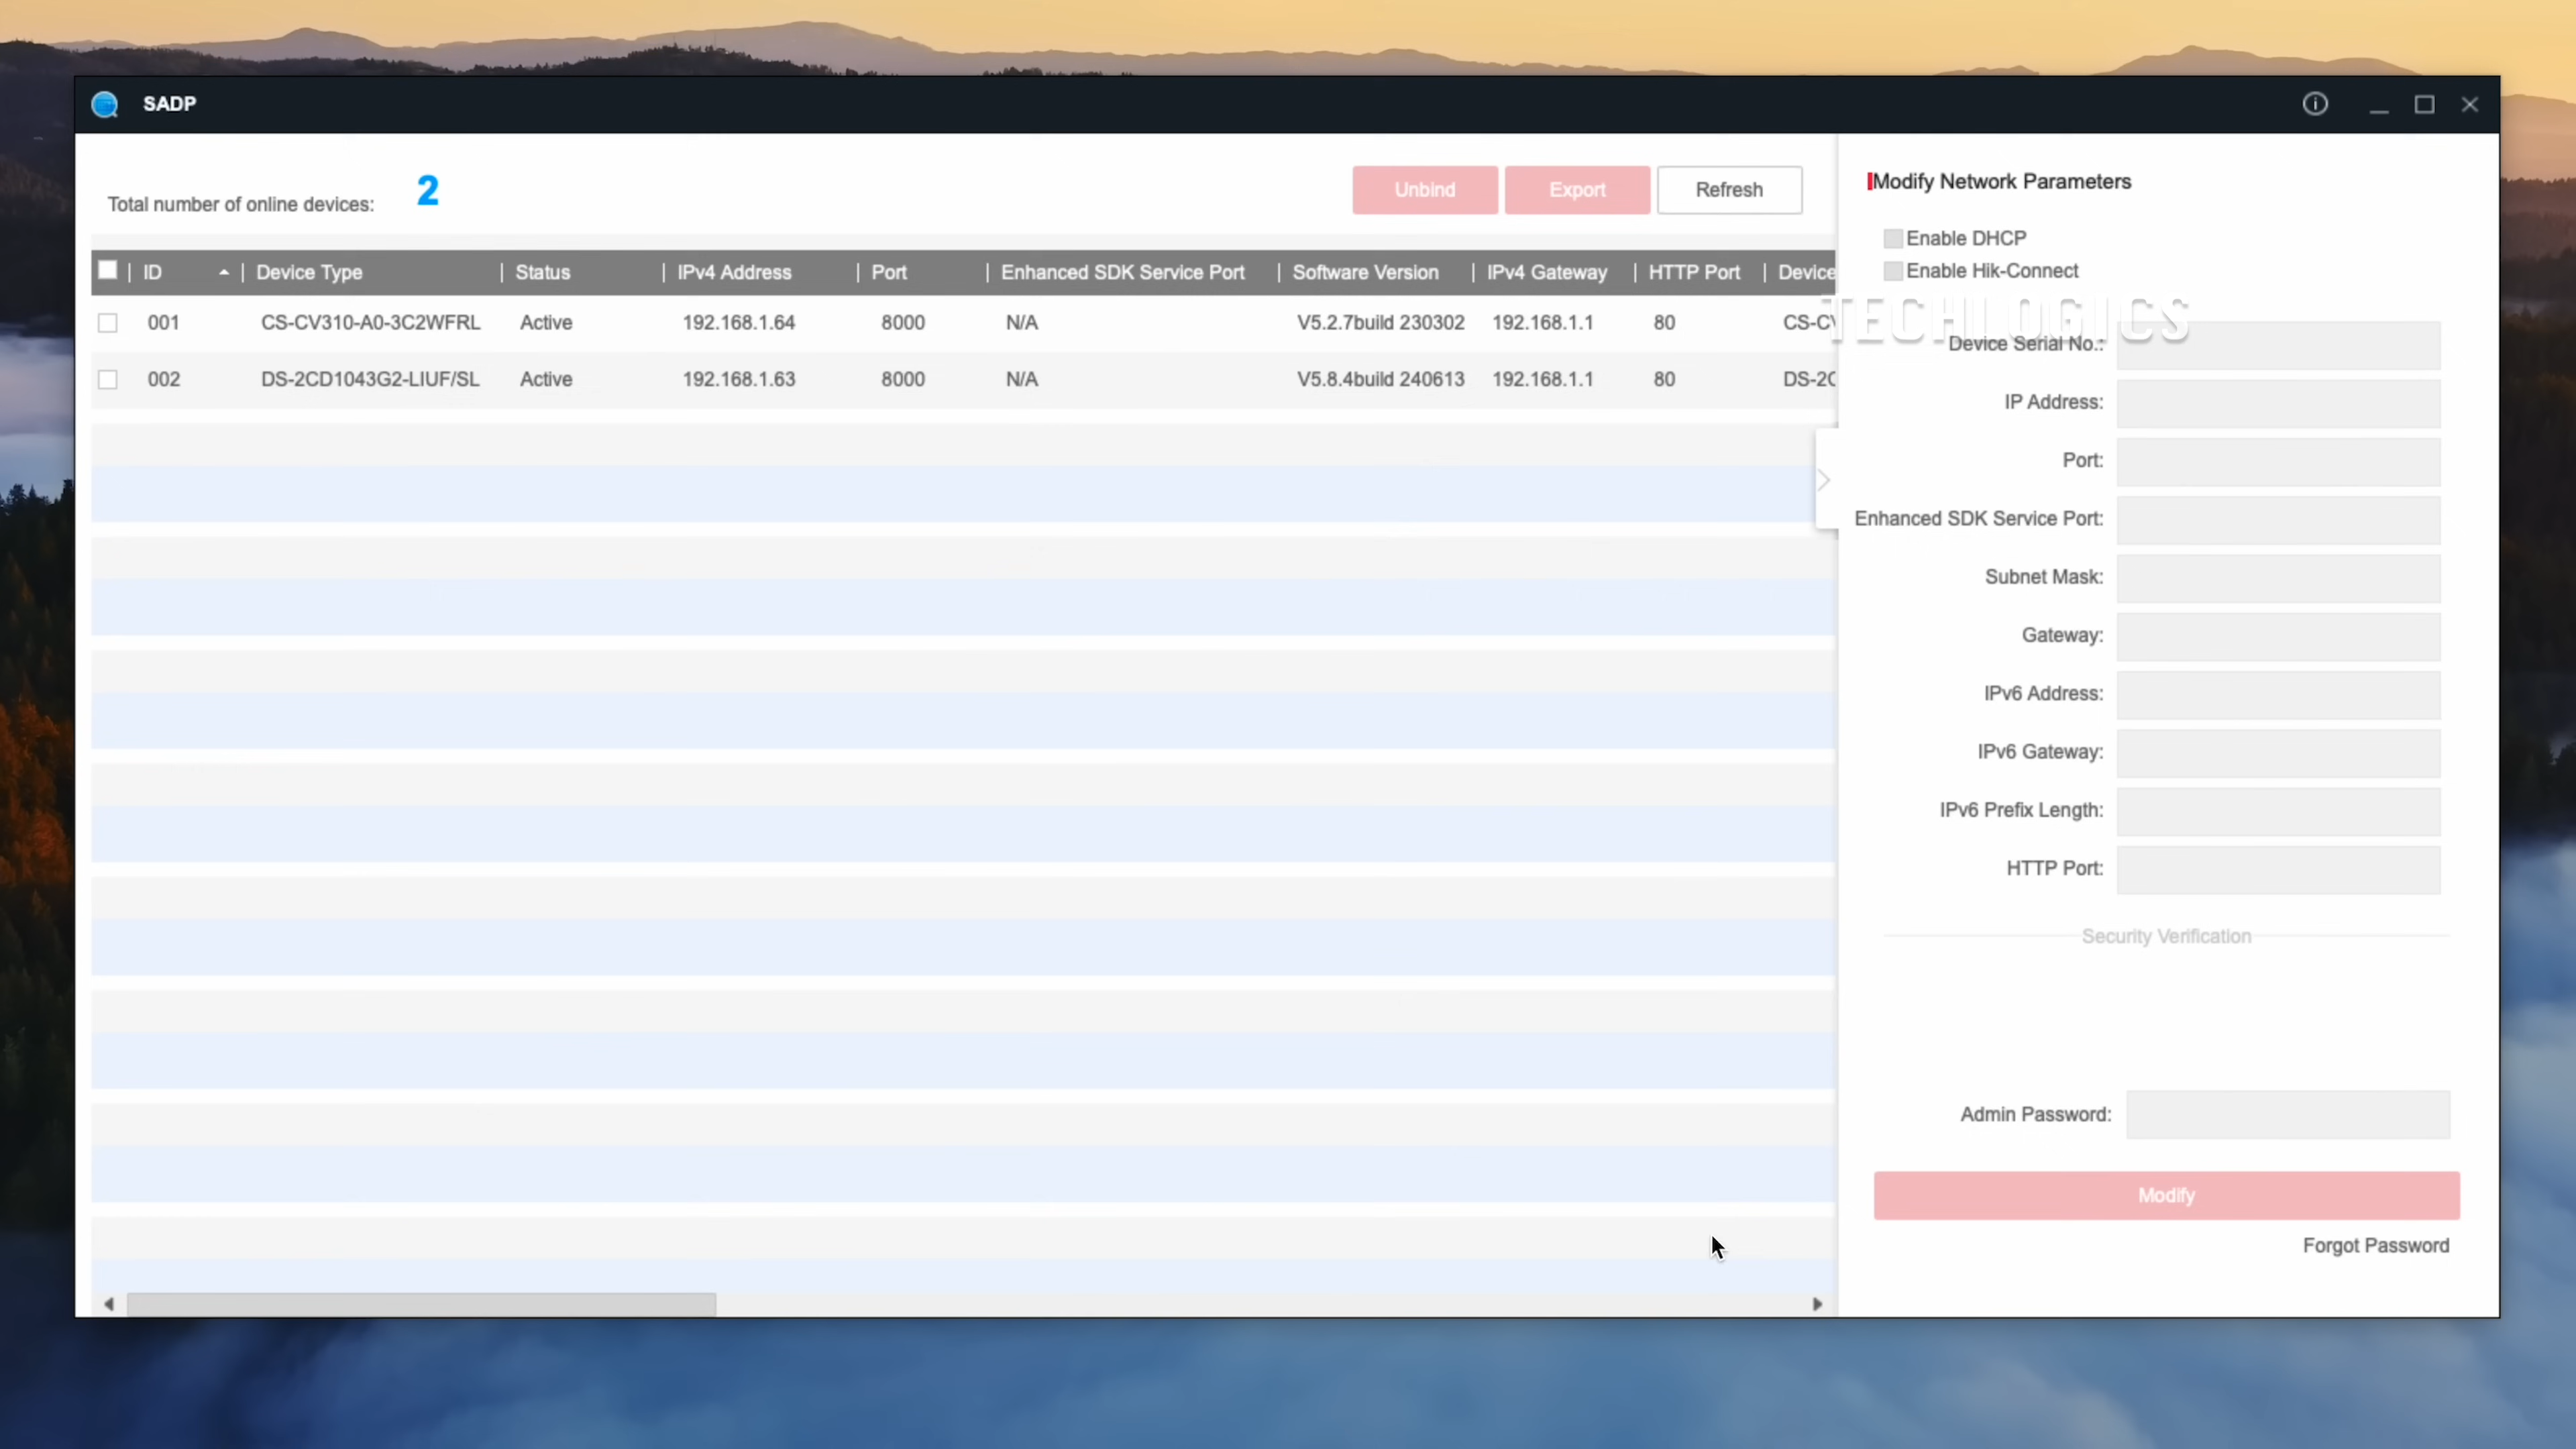 SADP
Total number of online devices: 2
Unbind
Export
Refresh
ID Device Type Status IPv4 Address Port Enhanced SDK Service Port Software Version IPv4 Gateway HTTP Port Device
001 CS-CV310-A0-3C2WFRL Active 192.168.1.64 8000 N/A V5.2.7build 230302 192.168.1.1 80 CS-CV
002 DS-2CD1043G2-LIUF/SL Active 192.168.1.63 8000 N/A V5.8.4build 240613 192.168.1.1 80 DS-2C
Modify Network Parameters
Enable DHCP
Enable Hik-Connect
TECHLOGICS
Device Serial No.:
IP Address:
Port:
Enhanced SDK Service Port:
Subnet Mask:
Gateway:
IPv6 Address:
IPv6 Gateway:
IPv6 Prefix Length:
HTTP Port:
Security Verification
Admin Password:
Modify
Forgot Password